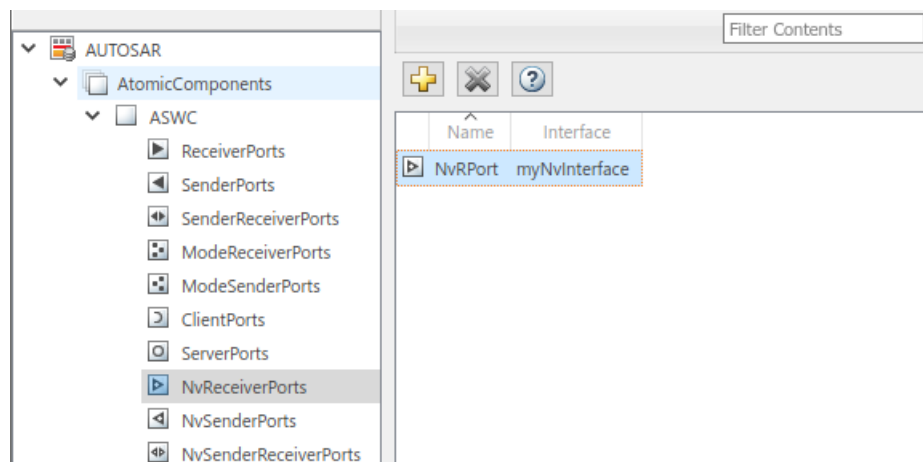 Filter Contents
AUTOSAR
AtomicComponents
ASWC
ReceiverPorts
SenderPorts
SenderReceiverPorts
ModeReceiverPorts
ModeSenderPorts
ClientPorts
ServerPorts
NvReceiverPorts
NvSenderPorts
NvSenderReceiverPorts
Name Interface
NvRPort myNvInterface